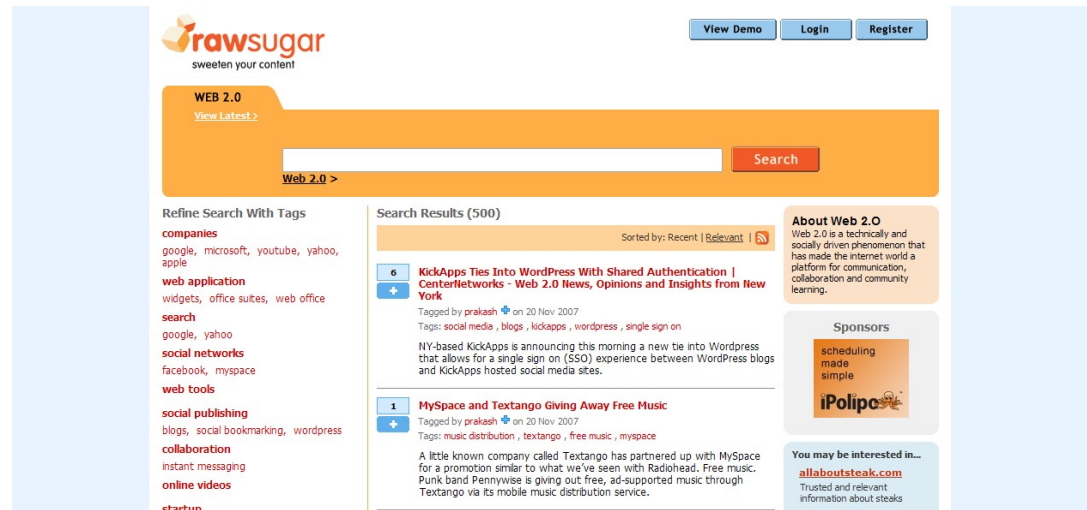 rawsugar
sweeten your content
View Demo
Login
Register
WEB 2.0
View Latest >
Search
Web 2.0 >
Refine Search With Tags
companies
google, microsoft, youtube, yahoo,
apple
web application
widgets, office suites, web office
search
google, yahoo
social networks
facebook, myspace
web tools
social publishing
blogs, social bookmarking, wordpress
collaboration
instant messaging
online videos
startup
Search Results (500)
Sorted by: Recent | Relevant |
6
KickApps Ties Into WordPress With Shared Authentication |
CenterNetworks - Web 2.0 News, Opinions and Insights from New
York
Tagged by prakash on 20 Nov 2007
Tags: social media , blogs , kickapps , wordpress , single sign on
NY-based KickApps is announcing this morning a new tie into Wordpress
that allows for a single sign on (SSO) experience between WordPress blogs
and KickApps hosted social media sites.
1
MySpace and Textango Giving Away Free Music
Tagged by prakash on 20 Nov 2007
Tags: music distribution , textango , free music , myspace
A little known company called Textango has partnered up with MySpace
for a promotion similar to what we've seen with Radiohead. Free music.
Punk band Pennywise is giving out free, ad-supported music through
Textango via its mobile music distribution service.
About Web 2.O
Web 2.0 is a technically and
socially driven phenomenon that
has made the internet world a
platform for communication,
collaboration and community
learning.
Sponsors
scheduling
made
simple
iPolipo
You may be interested in...
allaboutsteak.com
Trusted and relevant
information about steaks